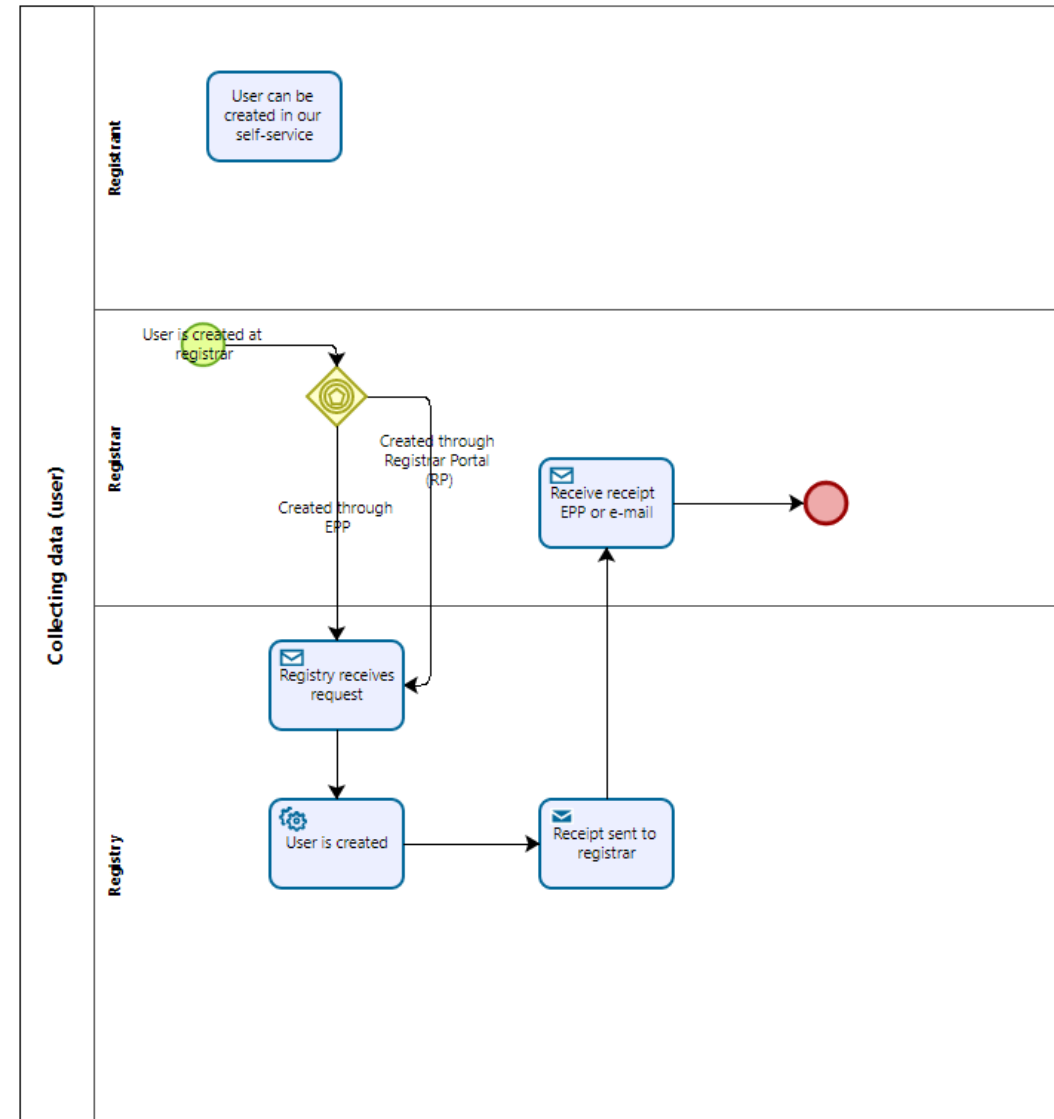 Collecting data (user)
Registrant
User can be
created in our
self-service
Registrar
User is created at
registrar
Created through
Registrar Portal
(RP)
Created through
EPP
Receive receipt
EPP or e-mail
Registry
Registry receives
request
User is created
Receipt sent to
registrar